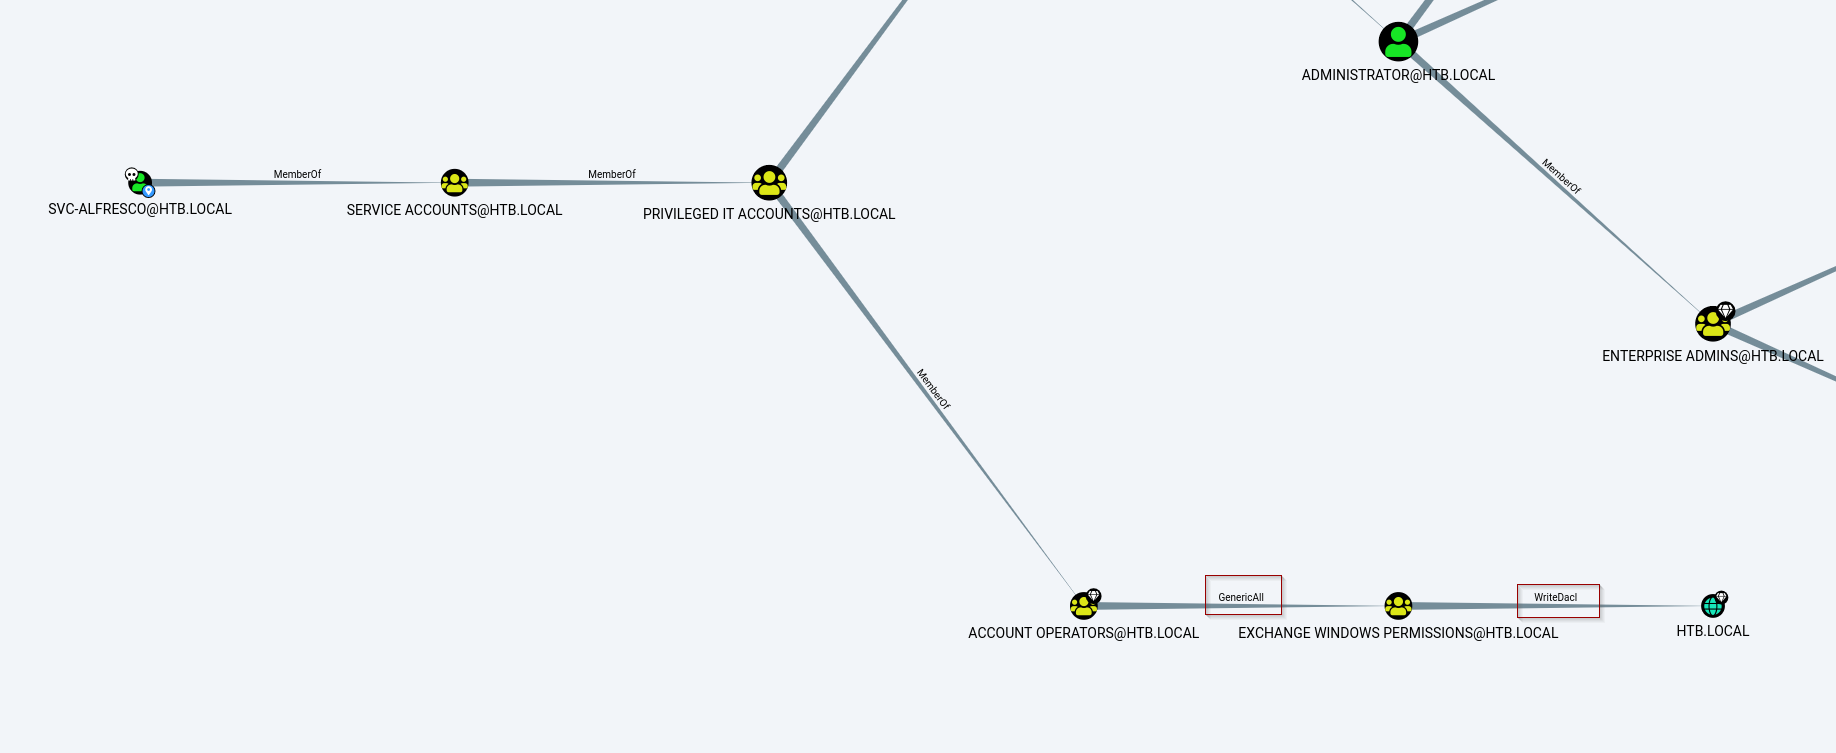 ADMINISTRATOR@HTB.LOCAL
MemberOf
MemberOf
MemberOf
SVC-ALFRESCO@HTB.LOCAL
SERVICE ACCOUNTS@HTB.LOCAL
PRIVILEGED IT ACCOUNTS@HTB.LOCAL
ENTERPRISE ADMINS@HTB.LOCAL
MemberOf
GenericAll
WriteDacl
ACCOUNT OPERATORS@HTB.LOCAL
EXCHANGE WINDOWS PERMISSIONS@HTB.LOCAL
HTB.LOCAL